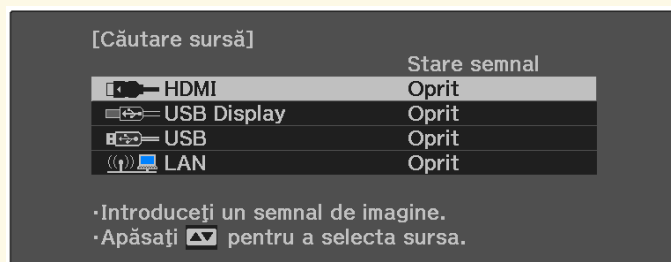 [Căutare sursă]
Stare semnal
HDMI Oprit
USB Display Oprit
USB Oprit
LAN Oprit
·Introduceţi un semnal de imagine.
·Apăsaţi pentru a selecta sursa.